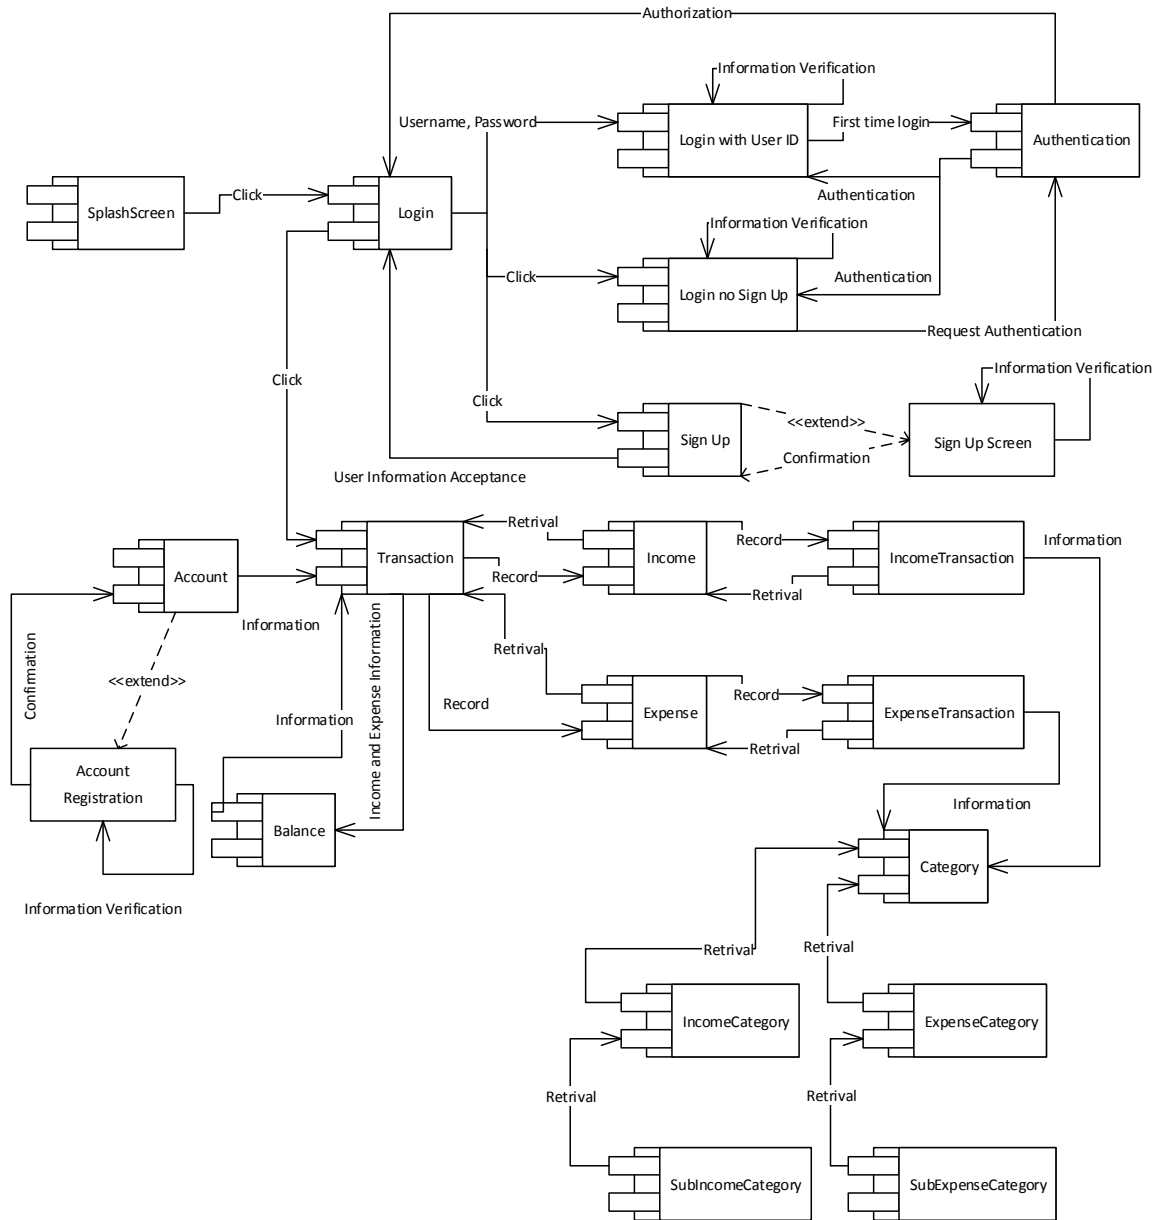 Authorization
Information Verification
Username, Password
First time login
Login with User ID
Authentication
Click
SplashScreen
Login
Authentication
Information Verification
Click
Authentication
Login no Sign Up
Request Authentication
Click
Information Verification
Click
<<extend>>
Sign Up
Sign Up Screen
Confirmation
User Information Acceptance
Retrival
Record
Information
Transaction
Income
IncomeTransaction
Account
Record
Retrival
Information
Confirmation
Income and Expense Information
Retrival
<<extend>>
Record
Record
Information
Expense
ExpenseTransaction
Retrival
Account
Registration
Information
Balance
Category
Information Verification
Retrival
Retrival
IncomeCategory
ExpenseCategory
Retrival
Retrival
SubIncomeCategory
SubExpenseCategory